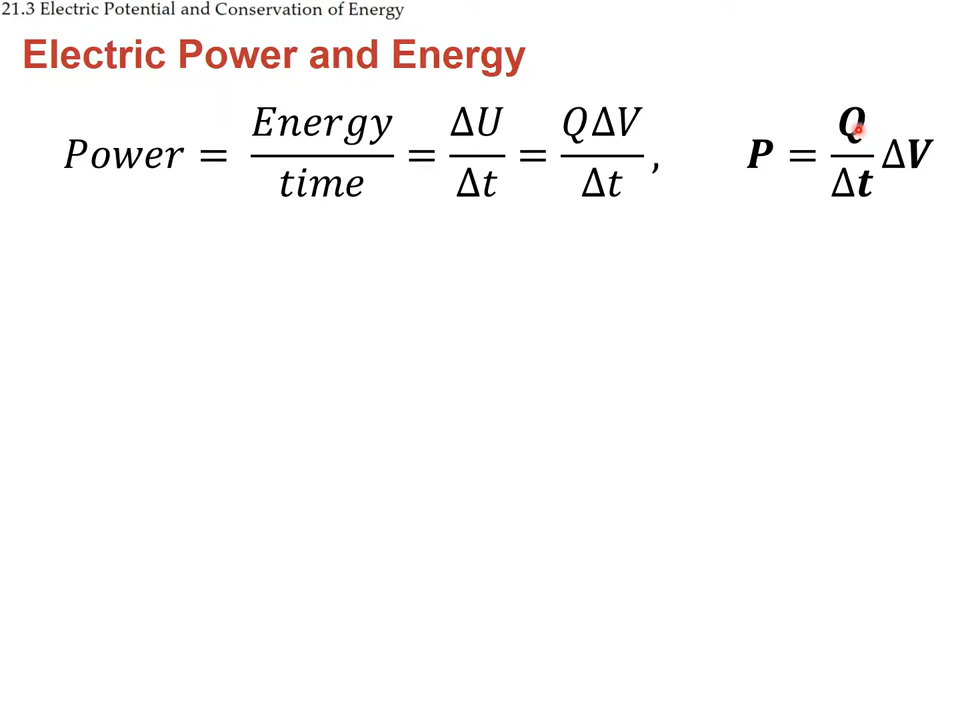 21.3 Electric Potential and Conservation of Energy
Electric Power and Energy
Power = Energy/time = ΔU/Δt = QΔV/Δt, P = Q/Δt ΔV